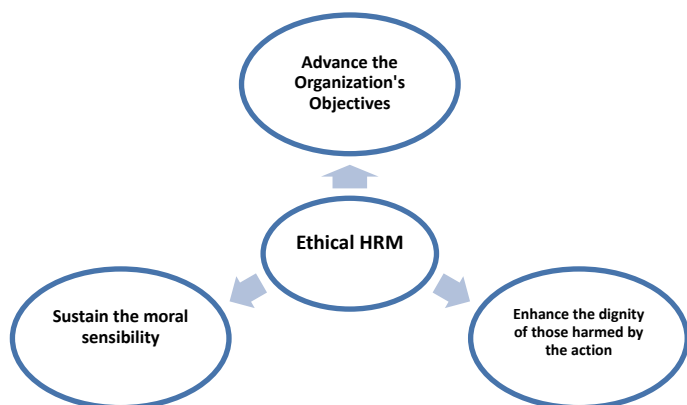 Advance the
Organization's
Objectives
Ethical HRM
Sustain the moral
sensibility
Enhance the dignity
of those harmed by
the action